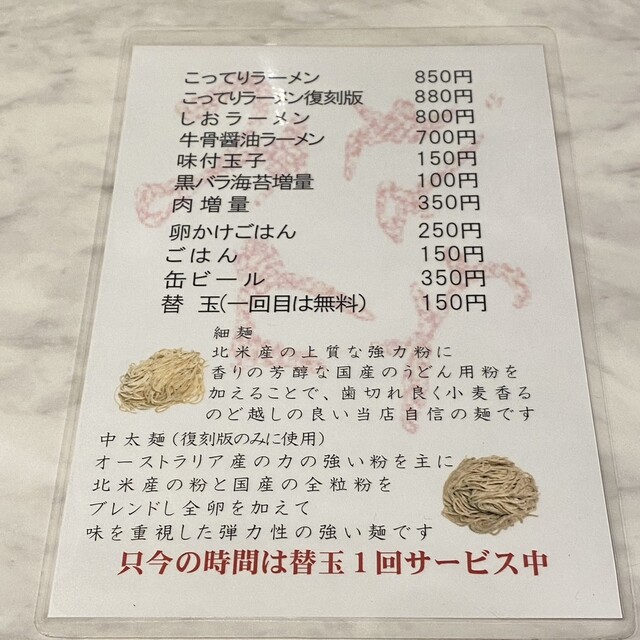 こってりラーメン 850円
こってりラーメン復刻版 880円
しおラーメン 800円
牛骨醤油ラーメン 700円
味付玉子 150円
黒バラ海苔増量 100円
肉増量 350円
卵かけごはん 250円
ごはん 150円
缶ビール 350円
替 玉(一回目は無料) 150円
細麺
北米産の上質な強力粉に
香りの芳醇な国産のうどん用粉を
加えることで、歯切れ良く小麦香る
のど越しの良い当店自信の麺です
中太麺(復刻版のみに使用)
オーストラリア産の力の強い粉を主に
北米産の粉と国産の全粒粉を
ブレンドし全卵を加えて
味を重視した弾力性の強い麺です
只今の時間は替玉1回サービス中